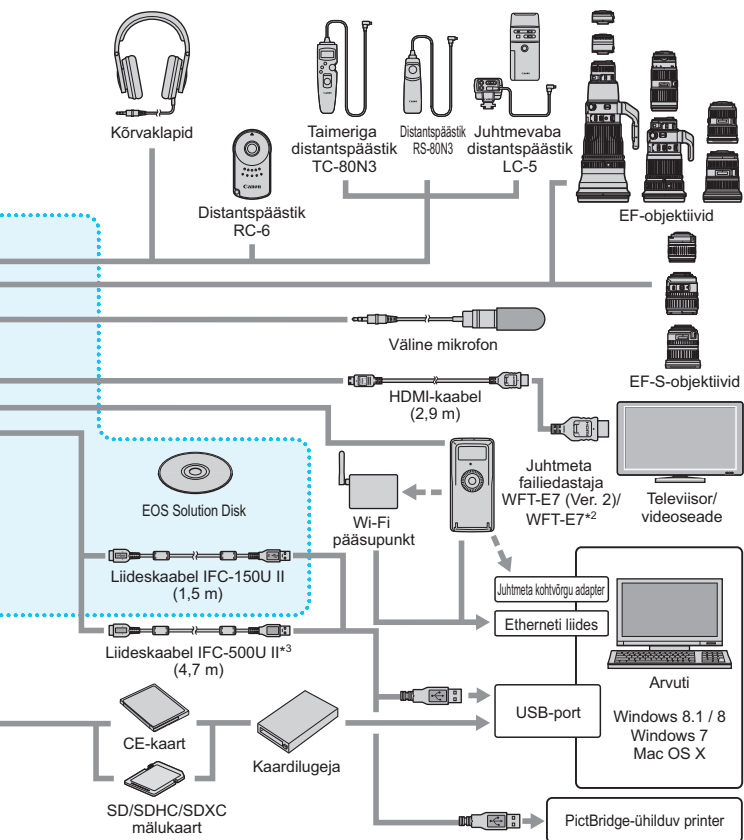 Kõrvaklapid
Taimeriga
distantspäästik
TC-80N3
Distantspäästik
RS-80N3
Juhtmevaba
distantspäästik
LC-5
EF-objektiivid
Canon
Distantspäästik
RC-6
Väline mikrofon
EF-S-objektiivid
HDMI-kaabel
(2,9 m)
EOS Solution Disk
Wi-Fi
pääsupunkt
Juhtmeta
failiedastaja
WFT-E7 (Ver. 2)/
WFT-E7*2
Televiisor/
videoseade
Liideskaabel IFC-150U II
(1,5 m)
Juhtmeta kohtvõrgu adapter
Etherneti liides
Liideskaabel IFC-500U II*3
(4,7 m)
Arvuti
USB-port
Windows 8.1 / 8
Windows 7
Mac OS X
CE-kaart
Kaardilugeja
SD/SDHC/SDXC
mälukaart
PictBridge-ühilduv printer